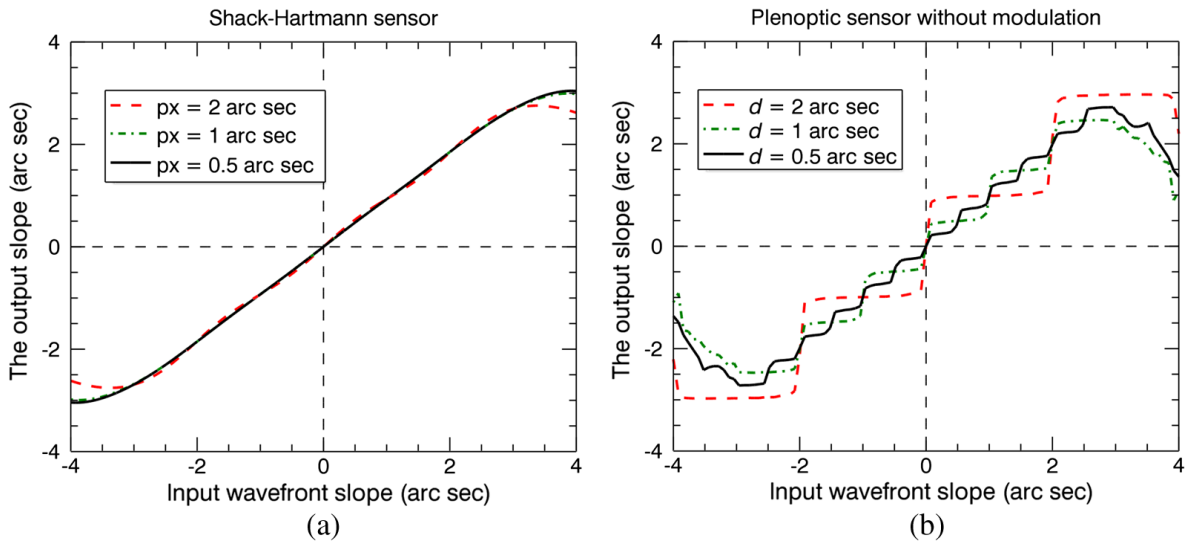 Shack-Hartmann sensor
4
2
0
-2
-4
-4
-2
0
2
4
The output slope (arc sec)
px = 2 arc sec
px = 1 arc sec
px = 0.5 arc sec
Input wavefront slope (arc sec)
(a)
Plenoptic sensor without modulation
4
2
0
-2
-4
-4
-2
0
2
4
The output slope (arc sec)
d = 2 arc sec
d = 1 arc sec
d = 0.5 arc sec
Input wavefront slope (arc sec)
(b)